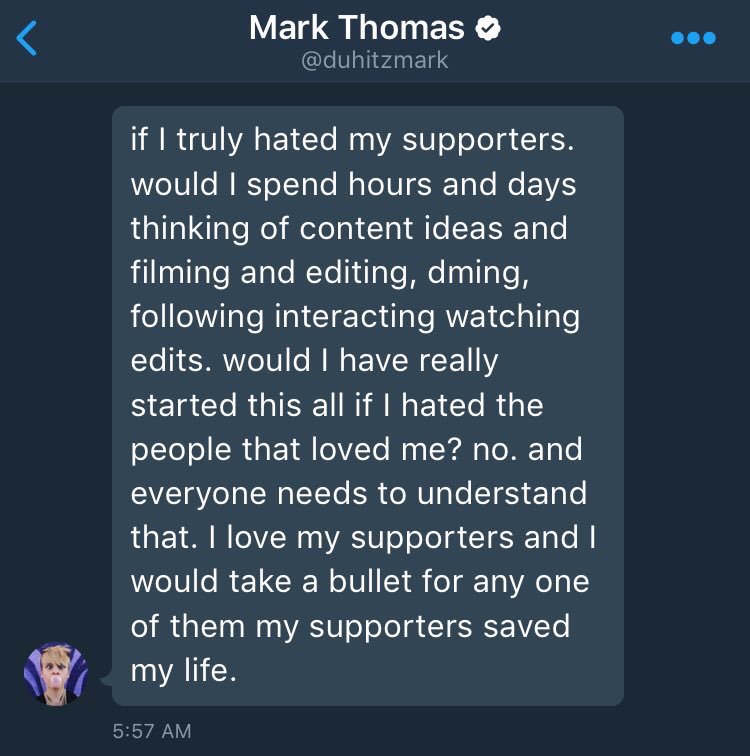 Mark Thomas
@duhitzmark
if I truly hated my supporters.
would I spend hours and days
thinking of content ideas and
filming and editing, dming,
following interacting watching
edits. would I have really
started this all if I hated the
people that loved me? no. and
everyone needs to understand
that. I love my supporters and I
would take a bullet for any one
of them my supporters saved
my life.
5:57 AM